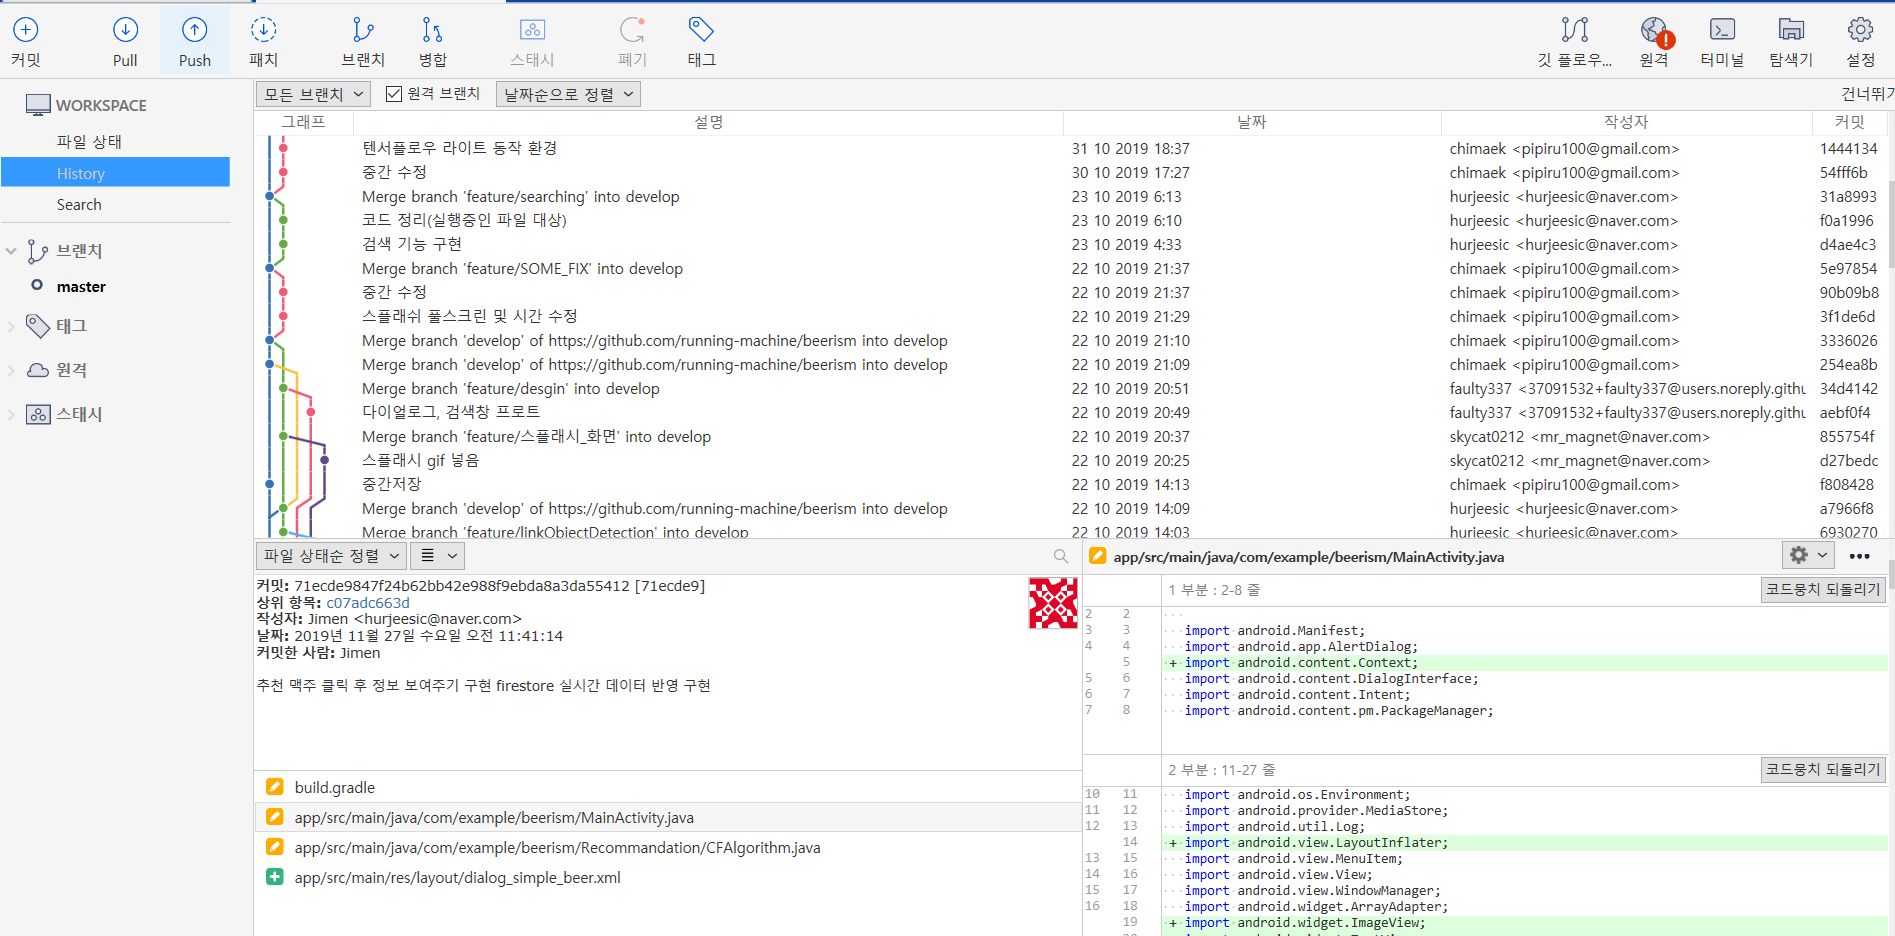 커밋 Pull Push 패치 브랜치 병합 스태시 폐기 태그 깃 플로우... 원격 터미널 탐색기 설정
WORKSPACE
파일 상태
History
Search
브랜치
master
태그
원격
스태시
모든 브랜치 원격 브랜치 날짜순으로 정렬 건너뛰기
그래프 설명 날짜 작성자 커밋
텐서플로우 라이트 동작 환경 31 10 2019 18:37 chimaek <pipiru100@gmail.com> 1444134
중간 수정 30 10 2019 17:27 chimaek <pipiru100@gmail.com> 54fff6b
Merge branch 'feature/searching' into develop 23 10 2019 6:13 hurjeesic <hurjeesic@naver.com> 31a8993
코드 정리(실행중인 파일 대상) 23 10 2019 6:10 hurjeesic <hurjeesic@naver.com> f0a1996
검색 기능 구현 23 10 2019 4:33 hurjeesic <hurjeesic@naver.com> d4ae4c3
Merge branch 'feature/SOME_FIX' into develop 22 10 2019 21:37 chimaek <pipiru100@gmail.com> 5e97854
중간 수정 22 10 2019 21:37 chimaek <pipiru100@gmail.com> 90b09b8
스플래쉬 풀스크린 및 시간 수정 22 10 2019 21:29 chimaek <pipiru100@gmail.com> 3f1de6d
Merge branch 'develop' of https://github.com/running-machine/beerism into develop 22 10 2019 21:10 chimaek <pipiru100@gmail.com> 3336026
Merge branch 'develop' of https://github.com/running-machine/beerism into develop 22 10 2019 21:09 chimaek <pipiru100@gmail.com> 254ea8b
Merge branch 'feature/desgin' into develop 22 10 2019 20:51 faulty337 <37091532+faulty337@users.noreply.githu 34d4142
다이얼로그, 검색창 프로트 22 10 2019 20:49 faulty337 <37091532+faulty337@users.noreply.githu aebf0f4
Merge branch 'feature/스플래시_화면' into develop 22 10 2019 20:37 skycat0212 <mr_magnet@naver.com> 855754f
스플래시 gif 넣음 22 10 2019 20:25 skycat0212 <mr_magnet@naver.com> d27bedc
중간저장 22 10 2019 14:13 chimaek <pipiru100@gmail.com> f808428
Merge branch 'develop' of https://github.com/running-machine/beerism into develop 22 10 2019 14:09 hurjeesic <hurjeesic@naver.com> a7966f8
Merge branch 'feature/linkObjectDetection' into develop 22 10 2019 14:03 hurjeesic <hurjeesic@naver.com> 6930270
파일 상태순 정렬
커밋: 71ecde9847f24b62bb42e988f9ebda8a3da55412 [71ecde9]
상위 항목: c07adc663d
작성자: Jimen <hurjeesic@naver.com>
날짜: 2019년 11월 27일 수요일 오전 11:41:14
커밋한 사람: Jimen
추천 맥주 클릭 후 정보 보여주기 구현 firestore 실시간 데이터 반영 구현
build.gradle
app/src/main/java/com/example/beerism/MainActivity.java
app/src/main/java/com/example/beerism/Recommandation/CFAlgorithm.java
app/src/main/res/layout/dialog_simple_beer.xml
app/src/main/java/com/example/beerism/MainActivity.java
1 부분 : 2-8 줄 코드뭉치 되돌리기
2 2
3 3 import android.Manifest;
4 4 import android.app.AlertDialog;
5 + import android.content.Context;
5 6 import android.content.DialogInterface;
6 7 import android.content.Intent;
7 8 import android.content.pm.PackageManager;
2 부분 : 11-27 줄 코드뭉치 되돌리기
10 11 import android.os.Environment;
11 12 import android.provider.MediaStore;
12 13 import android.util.Log;
14 + import android.view.LayoutInflater;
13 15 import android.view.MenuItem;
14 16 import android.view.View;
15 17 import android.view.WindowManager;
16 18 import android.widget.ArrayAdapter;
19 + import android.widget.ImageView;